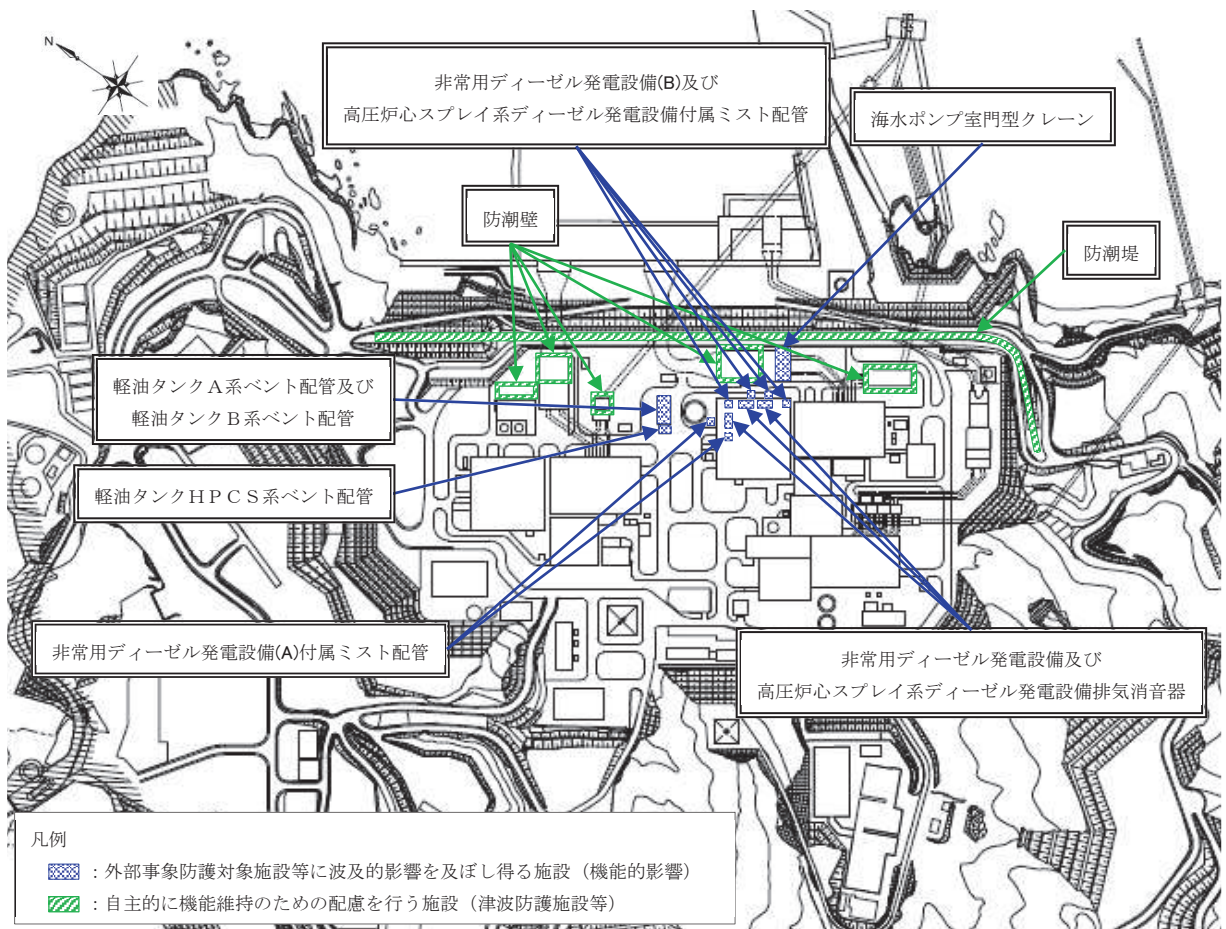 N
非常用ディーゼル発電設備(B)及び
高圧炉心スプレイ系ディーゼル発電設備付属ミスト配管
海水ポンプ室門型クレーン
防潮壁
防潮堤
軽油タンクA系ベント配管及び
軽油タンクB系ベント配管
軽油タンクHPCS系ベント配管
非常用ディーゼル発電設備(A)付属ミスト配管
非常用ディーゼル発電設備及び
高圧炉心スプレイ系ディーゼル発電設備排気消音器
凡例
：外部事象防護対象施設等に波及的影響を及ぼし得る施設（機能的影響）
：自主的に機能維持のための配慮を行う施設（津波防護施設等）